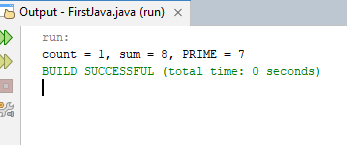 Output - FirstJava.java (run) ×
run:
count = 1, sum = 8, PRIME = 7
BUILD SUCCESSFUL (total time: 0 seconds)